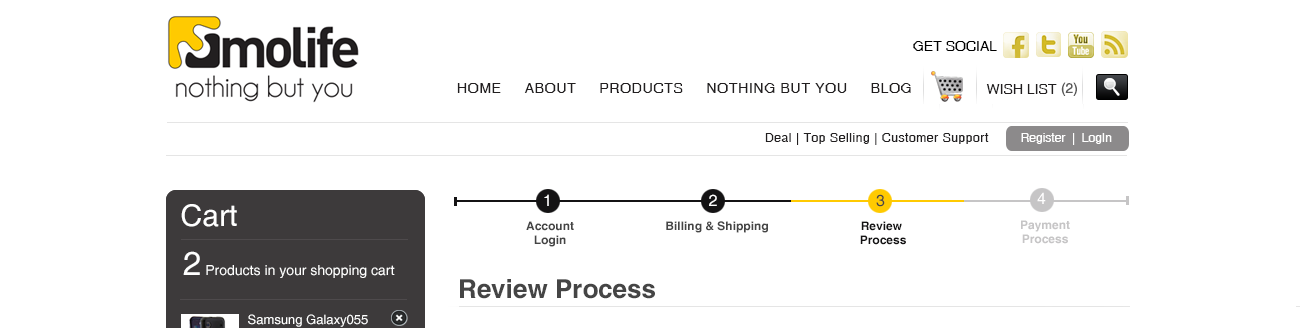 Smolife
nothing but you
GET SOCIAL
You
Tube
HOME ABOUT PRODUCTS NOTHING BUT YOU BLOG WISH LIST (2)
Deal | Top Selling | Customer Support Register | LogIn
Cart
2 Products in your shopping cart
Samsung Galaxy055
1 2 3 4
Account
Login
Billing & Shipping
Review
Process
Payment
Process
Review Process